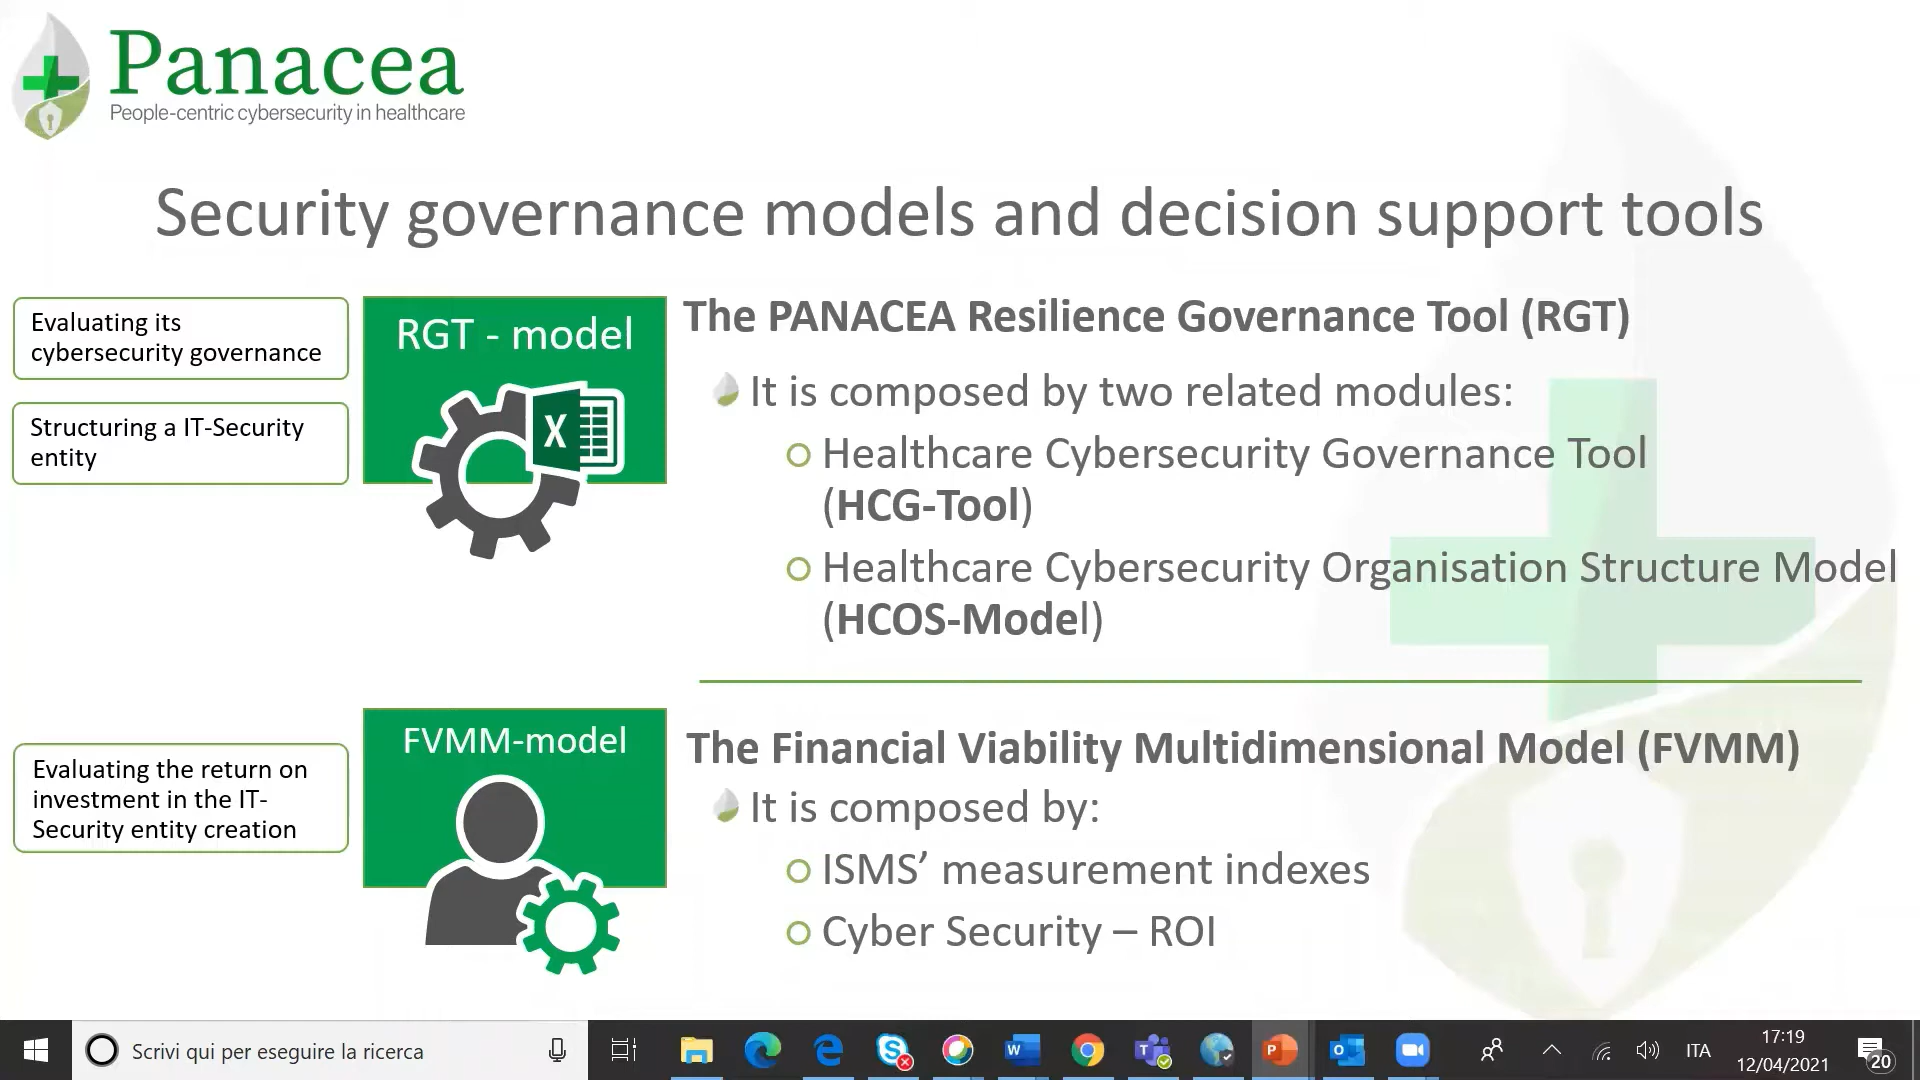 Panacea
People-centric cybersecurity in healthcare
Security governance models and decision support tools
Evaluating its
cybersecurity governance
Structuring a IT-Security
entity
RGT - model
X
The PANACEA Resilience Governance Tool (RGT)
It is composed by two related modules:
Healthcare Cybersecurity Governance Tool
(HCG-Tool)
Healthcare Cybersecurity Organisation Structure Model
(HCOS-Model)
Evaluating the return on
investment in the IT-
Security entity creation
FVMM-model
The Financial Viability Multidimensional Model (FVMM)
It is composed by:
ISMS’ measurement indexes
Cyber Security – ROI
Scrivi qui per eseguire la ricerca
ITA
17:19
12/04/2021
20